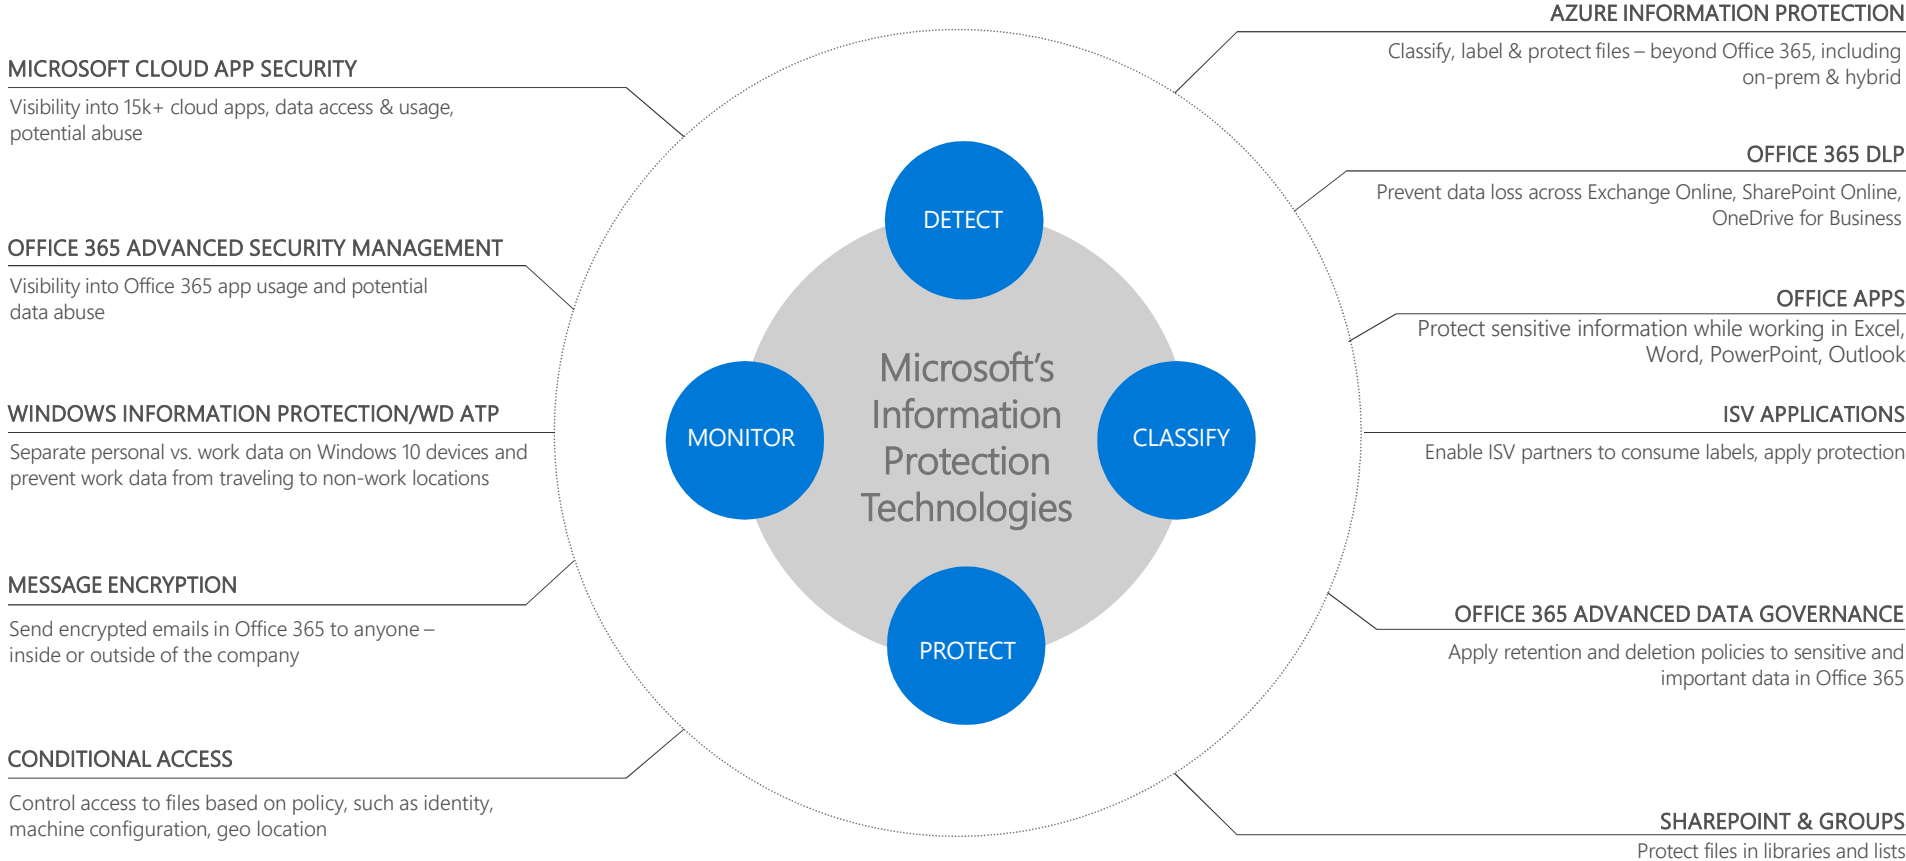 MICROSOFT CLOUD APP SECURITY
Visibility into 15k+ cloud apps, data access & usage,
potential abuse
OFFICE 365 ADVANCED SECURITY MANAGEMENT
Visibility into Office 365 app usage and potential
data abuse
WINDOWS INFORMATION PROTECTION/WD ATP
Separate personal vs. work data on Windows 10 devices and
prevent work data from traveling to non-work locations
MESSAGE ENCRYPTION
Send encrypted emails in Office 365 to anyone –
inside or outside of the company
CONDITIONAL ACCESS
Control access to files based on policy, such as identity,
machine configuration, geo location
DETECT
MONITOR
Microsoft’s
Information
Protection
Technologies
CLASSIFY
PROTECT
AZURE INFORMATION PROTECTION
Classify, label & protect files – beyond Office 365, including
on-prem & hybrid
OFFICE 365 DLP
Prevent data loss across Exchange Online, SharePoint Online,
OneDrive for Business
OFFICE APPS
Protect sensitive information while working in Excel,
Word, PowerPoint, Outlook
ISV APPLICATIONS
Enable ISV partners to consume labels, apply protection
OFFICE 365 ADVANCED DATA GOVERNANCE
Apply retention and deletion policies to sensitive and
important data in Office 365
SHAREPOINT & GROUPS
Protect files in libraries and lists